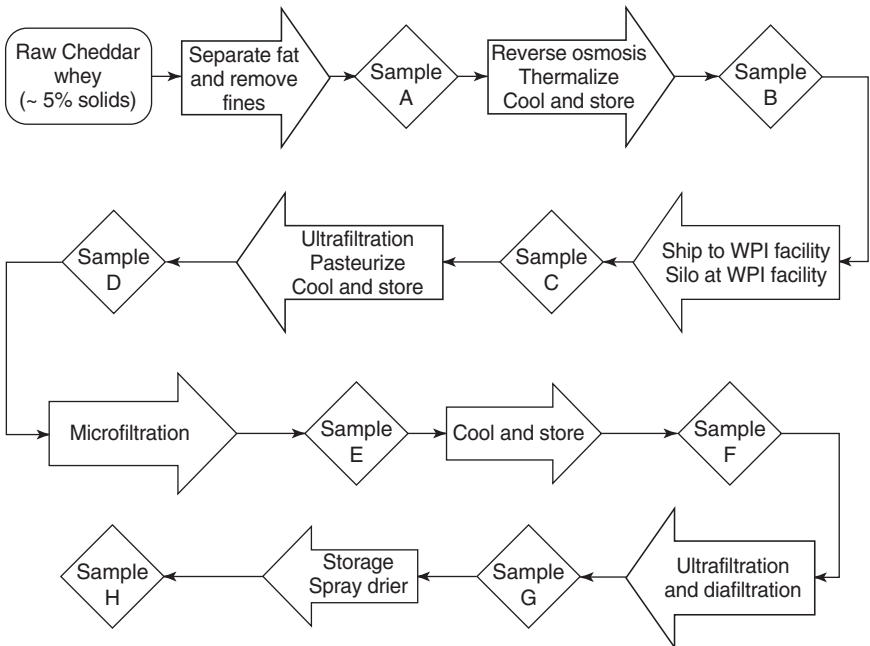 Raw Cheddar
whey
(~ 5% solids)
Separate fat
and remove
fines
Sample
A
Reverse osmosis
Thermalize
Cool and store
Sample
B
Ship to WPI facility
Silo at WPI facility
Sample
C
Ultrafiltration
Pasteurize
Cool and store
Sample
D
Microfiltration
Sample
E
Cool and store
Sample
F
Ultrafiltration
and diafiltration
Sample
G
Storage
Spray drier
Sample
H